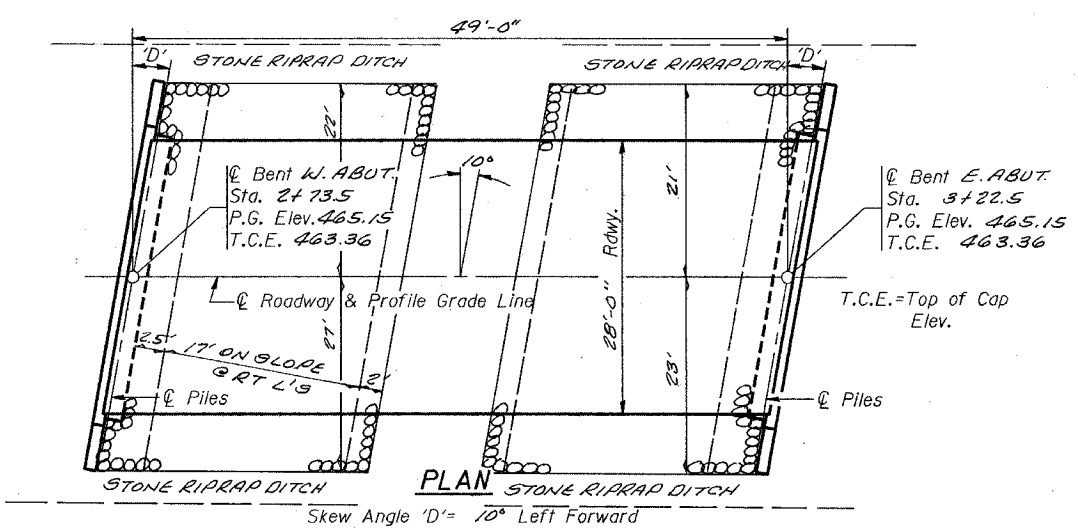 49'-0"
'D'
'D'
STONE RIPRAP DITCH
STONE RIPRAP DITCH
22'
10°
21'
℄ Bent W. ABUT.
Sta. 2+73.5
P.G. Elev. 465.15
T.C.E. 463.36
℄ Bent E. ABUT.
Sta. 3+22.5
P.G. Elev. 465.15
T.C.E. 463.36
28'-0" Rdwy.
℄ Roadway & Profile Grade Line
T.C.E.=Top of Cap
Elev.
27'
23'
2.5'
17' ON SLOPE
@ RT L'S
2'
℄ Piles
℄ Piles
PLAN
STONE RIPRAP DITCH
STONE RIPRAP DITCH
Skew Angle 'D'= 10° Left Forward